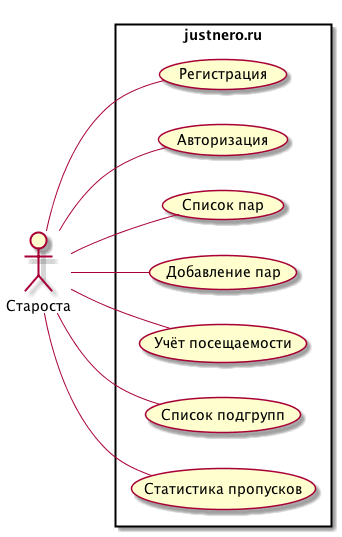 justnero.ru
Регистрация
Авторизация
Список пар
Добавление пар
Староста
Учёт посещаемости
Список подгрупп
Статистика пропусков